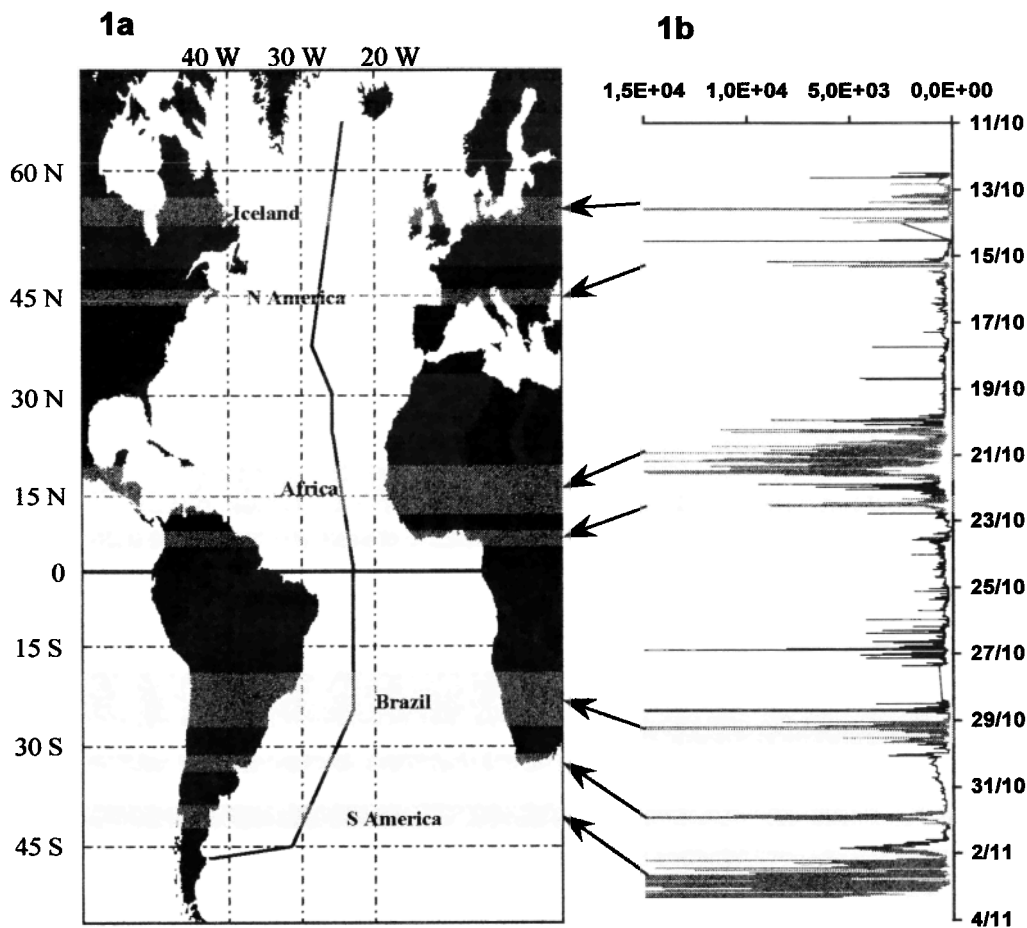 1a
1b
40 W 30 W 20 W
1,5E+04 1,0E+04 5,0E+03 0,0E+00
60 N
45 N
30 N
15 N
0
15 S
30 S
45 S
Iceland
N America
Africa
Brazil
S America
11/10
13/10
15/10
17/10
19/10
21/10
23/10
25/10
27/10
29/10
31/10
2/11
4/11